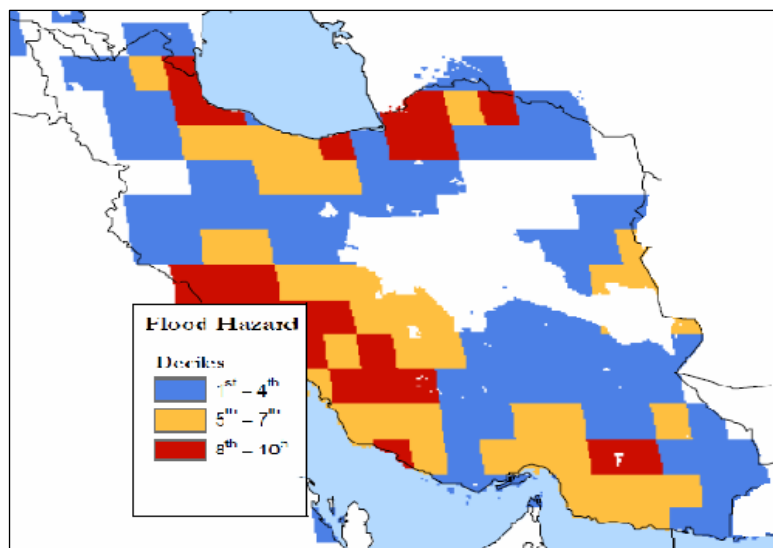 Flood Hazard
Deciles
1st – 4th
5th – 7th
8th – 10th